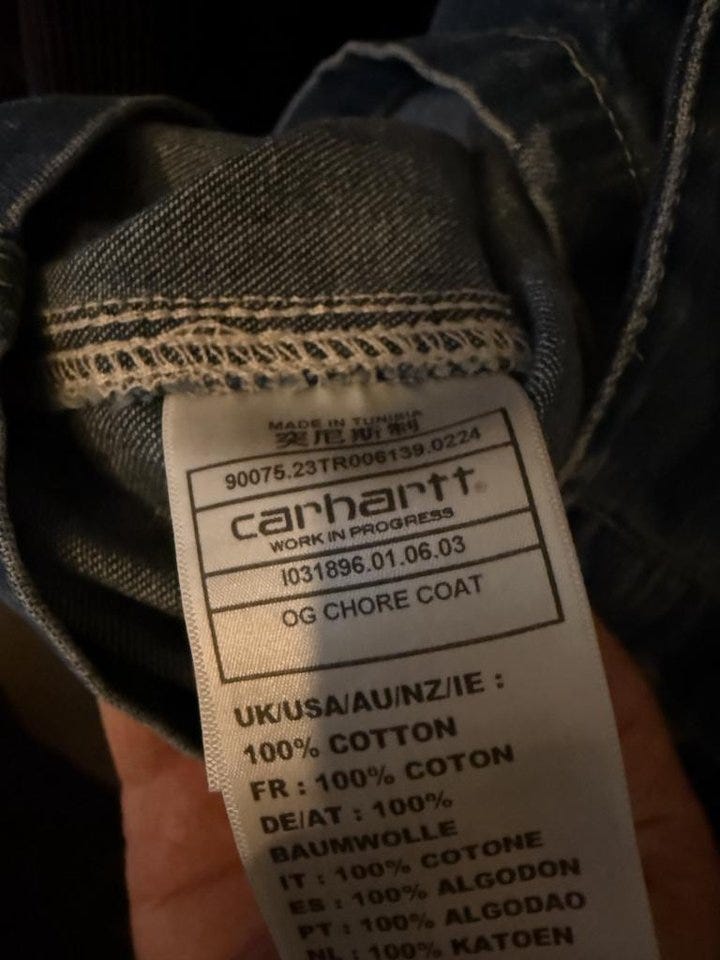 MADE IN TUNISIA
突尼斯制
90075.23TR006139.0224
carhartt®
WORK IN PROGRESS
I031896.01.06.03
OG CHORE COAT
UK/USA/AU/NZ/IE :
100% COTTON
FR : 100% COTON
DE/AT : 100%
BAUMWOLLE
IT : 100% COTONE
ES : 100% ALGODON
PT : 100% ALGODAO
NL : 100% KATOEN